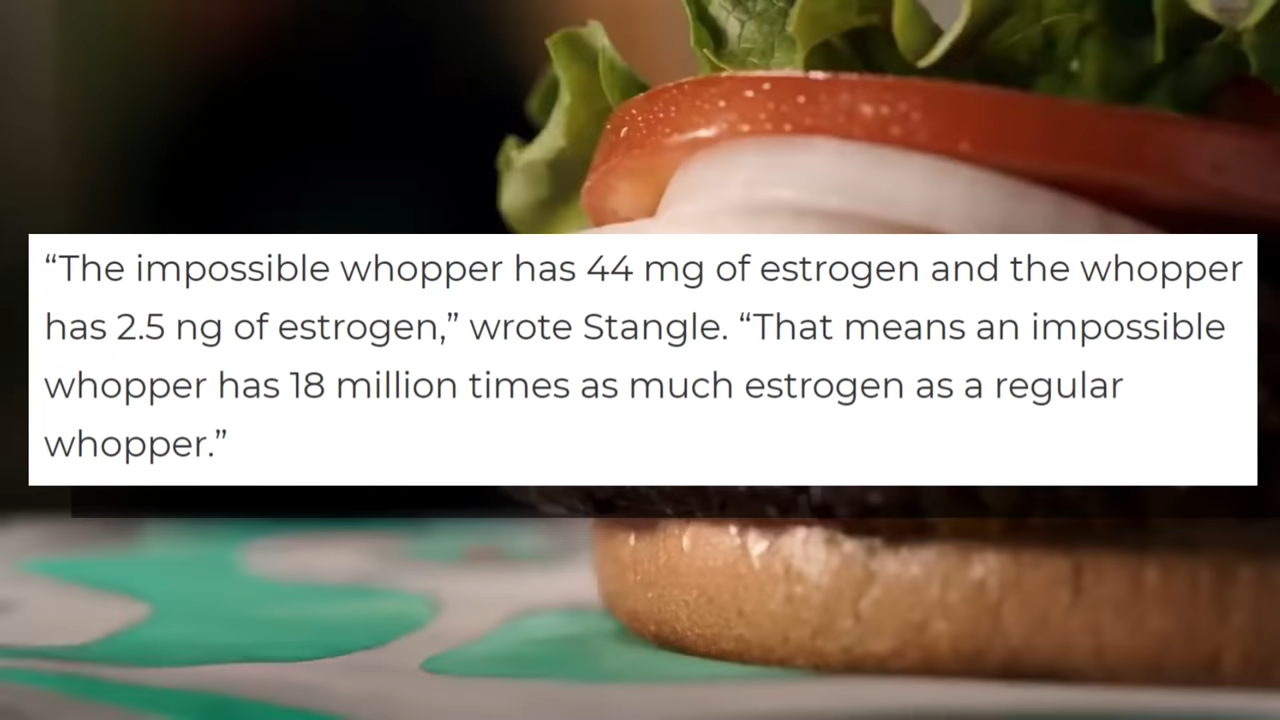 “The impossible whopper has 44 mg of estrogen and the whopper
has 2.5 ng of estrogen,” wrote Stangle. “That means an impossible
whopper has 18 million times as much estrogen as a regular
whopper.”